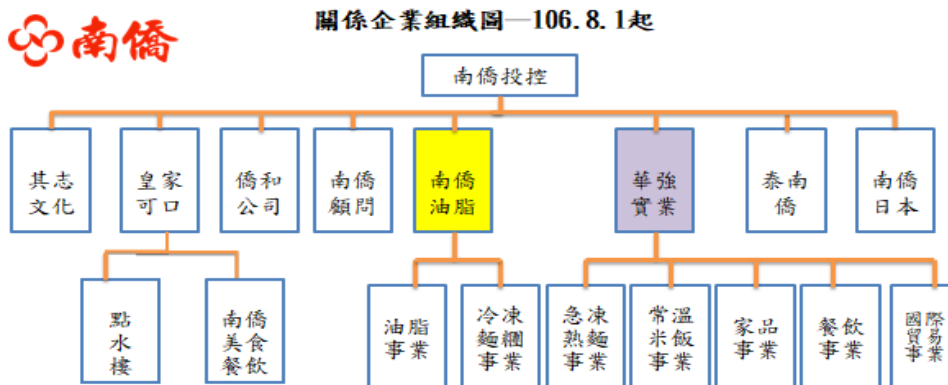 南僑
關係企業組織圖—106.8.1起
南僑投控
其志
文化
皇家
可口
僑和
公司
南僑
顧問
南僑
油脂
華強
實業
泰南
僑
南僑
日本
點
水
樓
南僑
美食
餐飲
油脂
事業
冷凍
麵糰
事業
急凍
熟麵
事業
常溫
米飯
事業
家品
事業
餐飲
事業
國際
貿易
事業